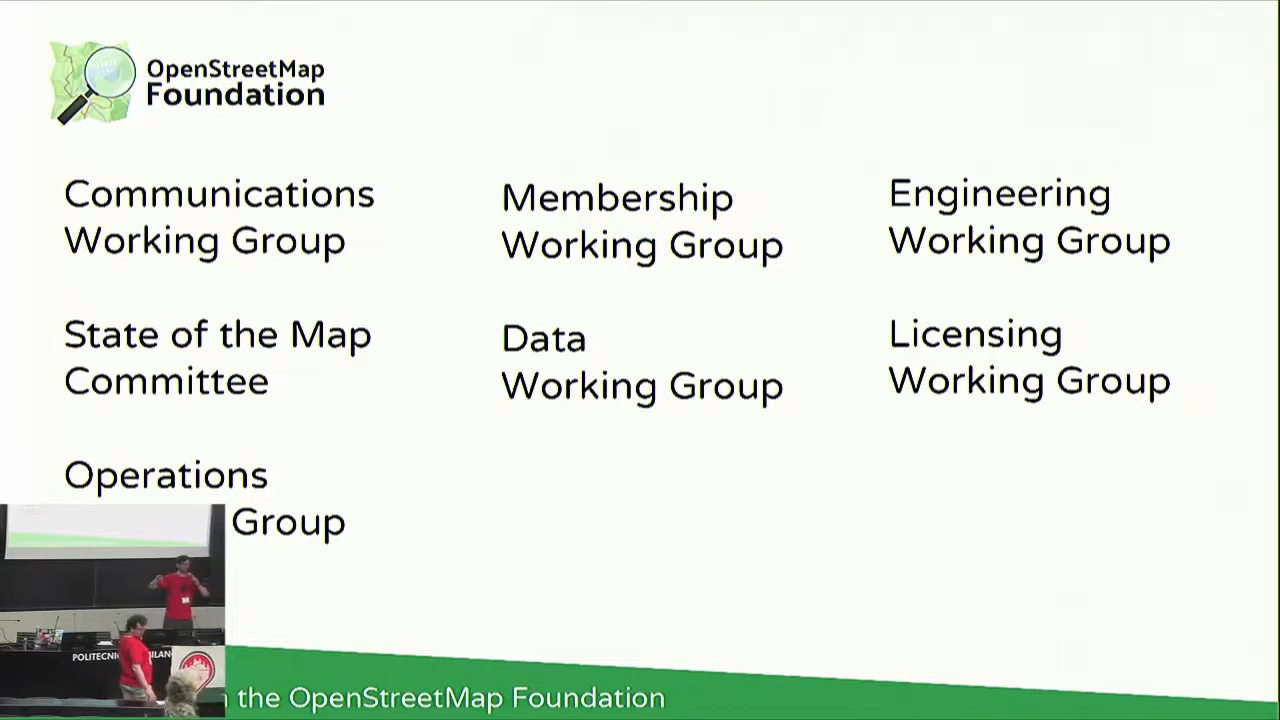 OpenStreetMap
Foundation
Communications
Working Group
Membership
Working Group
Engineering
Working Group
State of the Map
Committee
Data
Working Group
Licensing
Working Group
Operations
Group
the OpenStreetMap Foundation
POLITECNI
MILAN